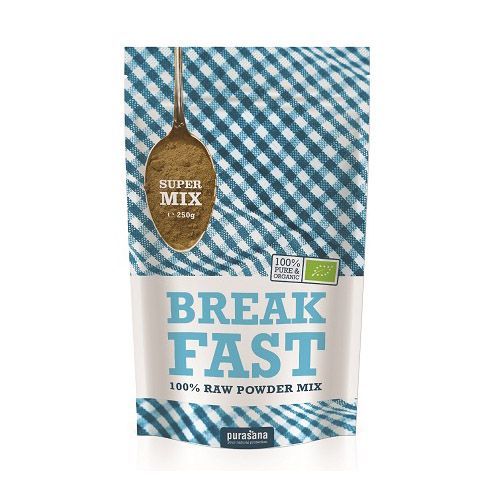 SUPER
MIX
e 250g
100%
PURE &
ORGANIC
BREAK
FAST
100% RAW POWDER MIX
purasana